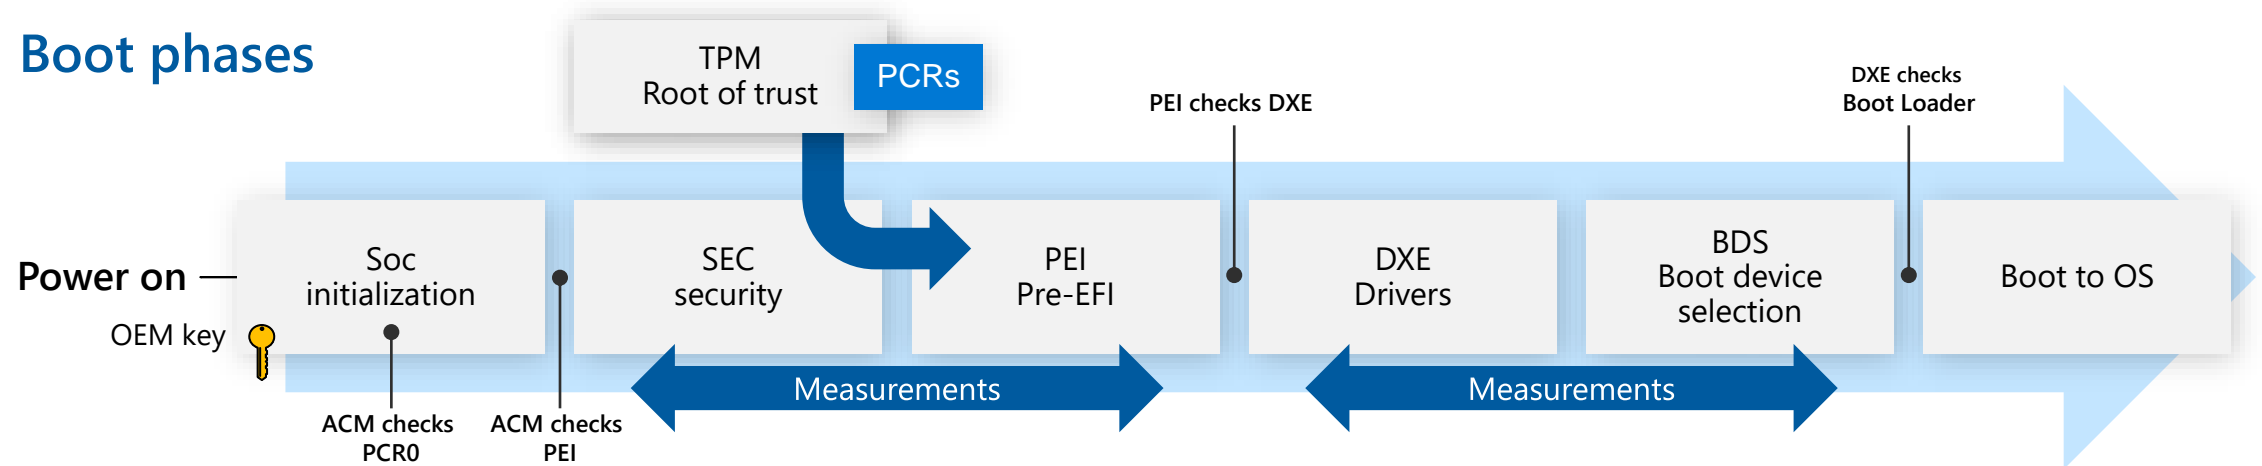 Boot phases
TPM
Root of trust
PCRs
PEI checks DXE
DXE checks
Boot Loader
Power on
OEM key
Soc
initialization
SEC
security
PEI
Pre-EFI
DXE
Drivers
BDS
Boot device
selection
Boot to OS
Measurements
Measurements
ACM checks
PCR0
ACM checks
PEI